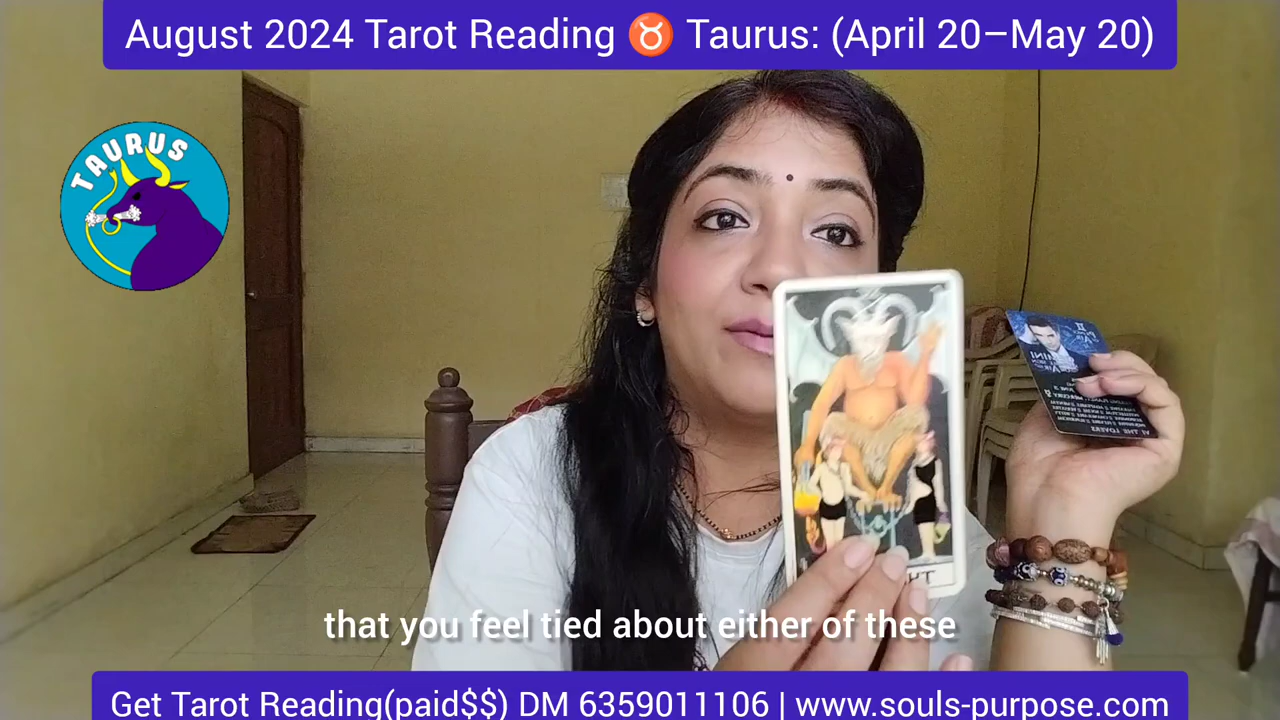 August 2024 Tarot Reading ♉ Taurus: (April 20–May 20)
TAURUS
that you feel tied about either of these
Get Tarot Reading(paid$$) DM 6359011106 | www.souls-purpose.com